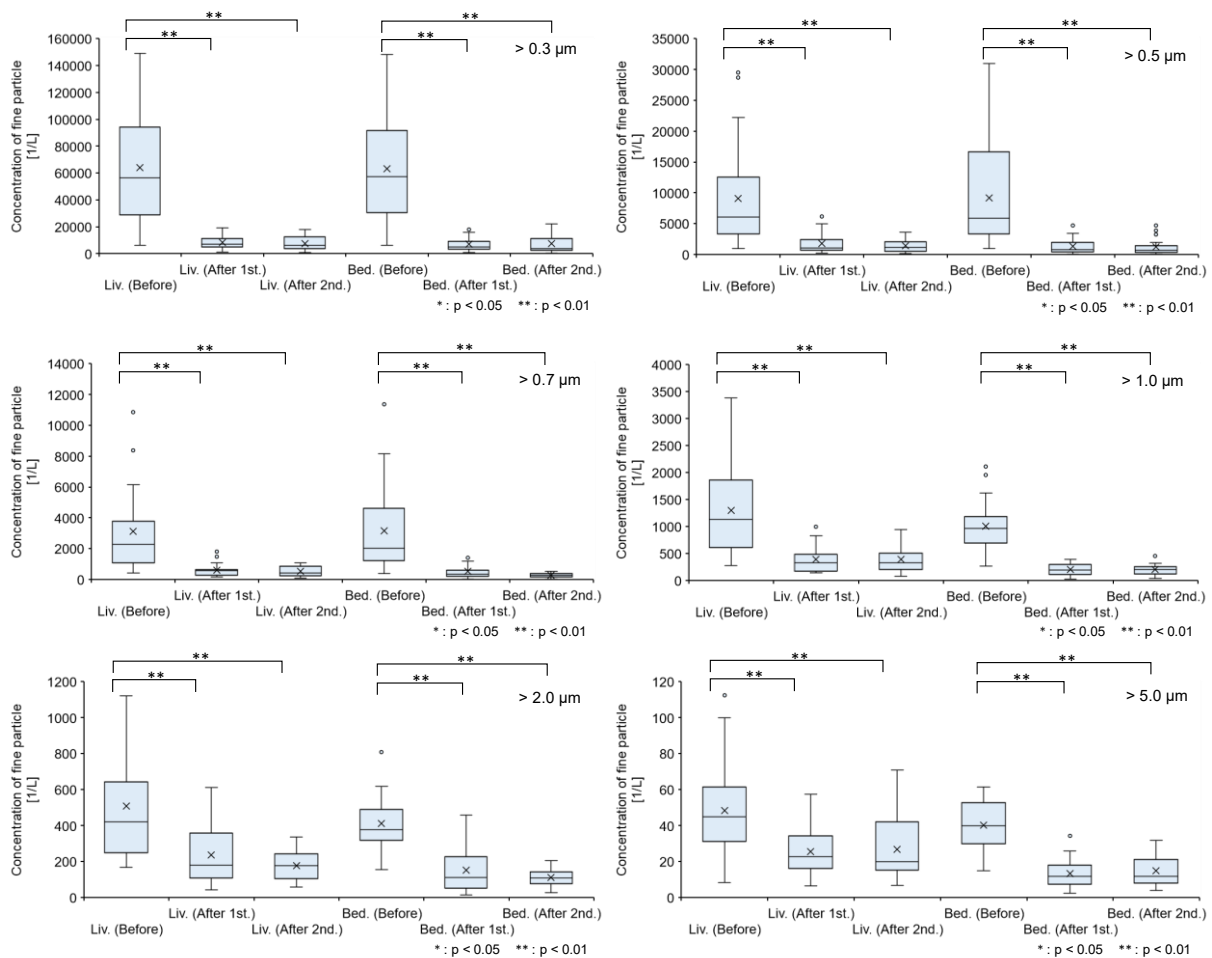 **
**
**
**
> 0.3 µm
Concentration of fine particle
[1/L]
160000
140000
120000
100000
80000
60000
40000
20000
0
Liv. (After 1st.)
Bed. (Before)
Bed. (After 2nd.)
Liv. (Before)
Liv. (After 2nd.)
Bed. (After 1st.)
* : p < 0.05 ** : p < 0.01
**
**
**
**
> 0.5 µm
Concentration of fine particle
[1/L]
35000
30000
25000
20000
15000
10000
5000
0
Liv. (After 1st.)
Bed. (Before)
Bed. (After 2nd.)
Liv. (Before)
Liv. (After 2nd.)
Bed. (After 1st.)
* : p < 0.05 ** : p < 0.01
**
**
**
**
> 0.7 µm
Concentration of fine particle
[1/L]
14000
12000
10000
8000
6000
4000
2000
0
Liv. (After 1st.)
Bed. (Before)
Bed. (After 2nd.)
Liv. (Before)
Liv. (After 2nd.)
Bed. (After 1st.)
* : p < 0.05 ** : p < 0.01
**
**
**
**
> 1.0 µm
Concentration of fine particle
[1/L]
4000
3500
3000
2500
2000
1500
1000
500
0
Liv. (After 1st.)
Bed. (Before)
Bed. (After 2nd.)
Liv. (Before)
Liv. (After 2nd.)
Bed. (After 1st.)
* : p < 0.05 ** : p < 0.01
**
**
**
**
> 2.0 µm
Concentration of fine particle
[1/L]
1200
1000
800
600
400
200
0
Liv. (After 1st.)
Bed. (Before)
Bed. (After 2nd.)
Liv. (Before)
Liv. (After 2nd.)
Bed. (After 1st.)
* : p < 0.05 ** : p < 0.01
**
**
**
**
> 5.0 µm
Concentration of fine particle
[1/L]
120
100
80
60
40
20
0
Liv. (After 1st.)
Bed. (Before)
Bed. (After 2nd.)
Liv. (Before)
Liv. (After 2nd.)
Bed. (After 1st.)
* : p < 0.05 ** : p < 0.01